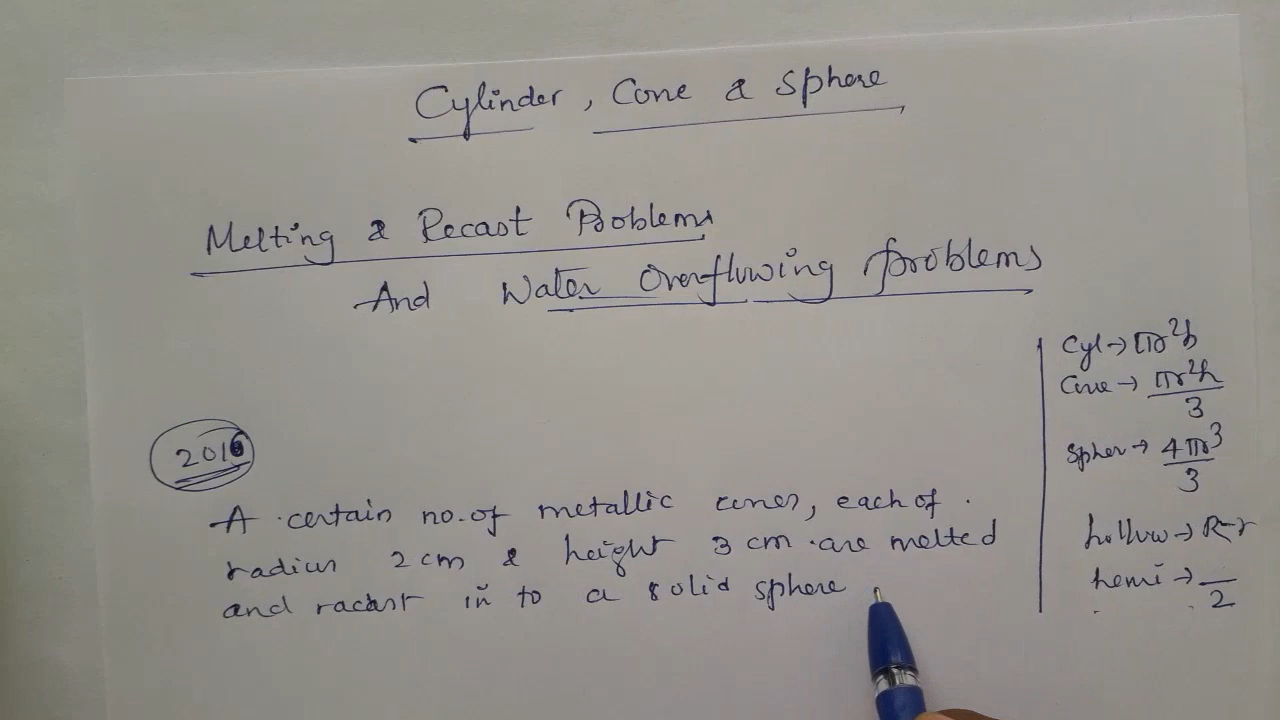 Cylinder, Cone & Sphere
Melting & Recast Problems
And Water Overflowing Problems
Cyl → πr²h
Cone → πr²h/3
Spher → 4πr³/3
hollow → R-r
hemi → —/2
2016
A certain no. of metallic cones, each of
radius 2 cm & height 3 cm are melted
and racast in to a solid sphere